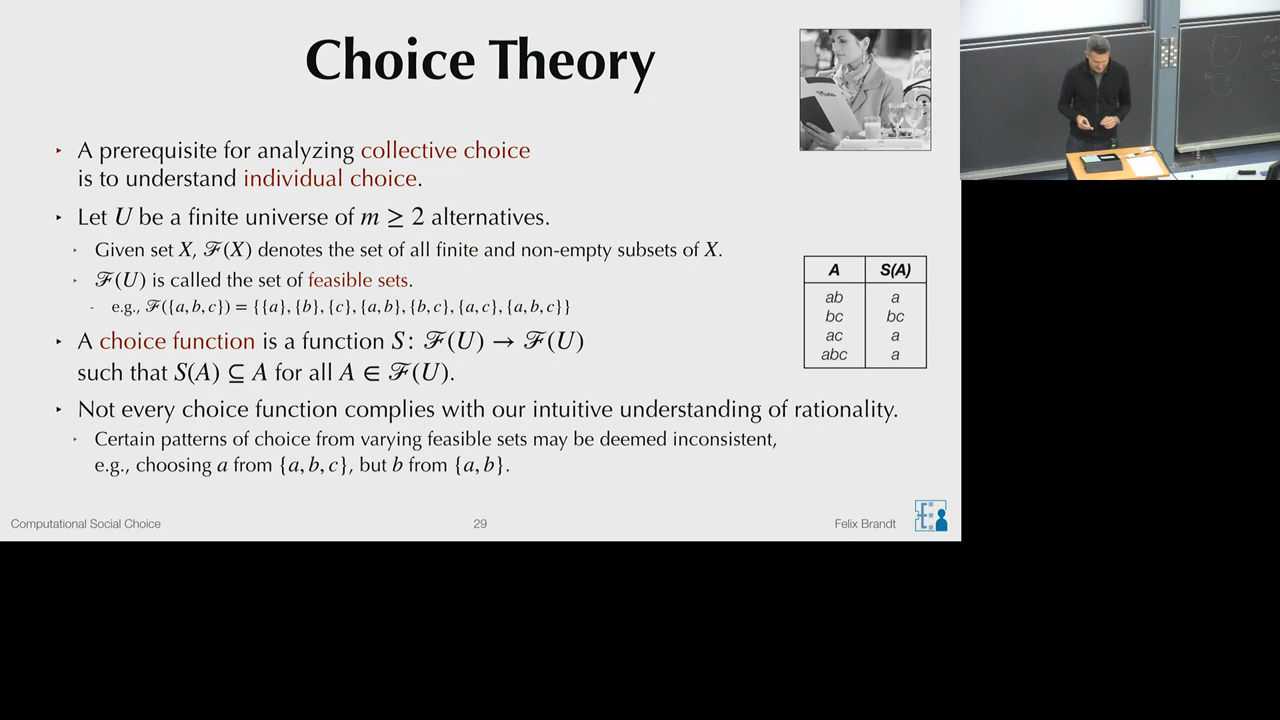 Choice Theory
‣ A prerequisite for analyzing collective choice
is to understand individual choice.
‣ Let U be a finite universe of m ≥ 2 alternatives.
‣ Given set X, ℱ(X) denotes the set of all finite and non-empty subsets of X.
‣ ℱ(U) is called the set of feasible sets.
- e.g., ℱ({a, b, c}) = {{a}, {b}, {c}, {a, b}, {b, c}, {a, c}, {a, b, c}}
‣ A choice function is a function S: ℱ(U) → ℱ(U)
such that S(A) ⊆ A for all A ∈ ℱ(U).
A S(A)
ab a
bc bc
ac a
abc a
‣ Not every choice function complies with our intuitive understanding of rationality.
‣ Certain patterns of choice from varying feasible sets may be deemed inconsistent,
e.g., choosing a from {a, b, c}, but b from {a, b}.
Computational Social Choice 29 Felix Brandt